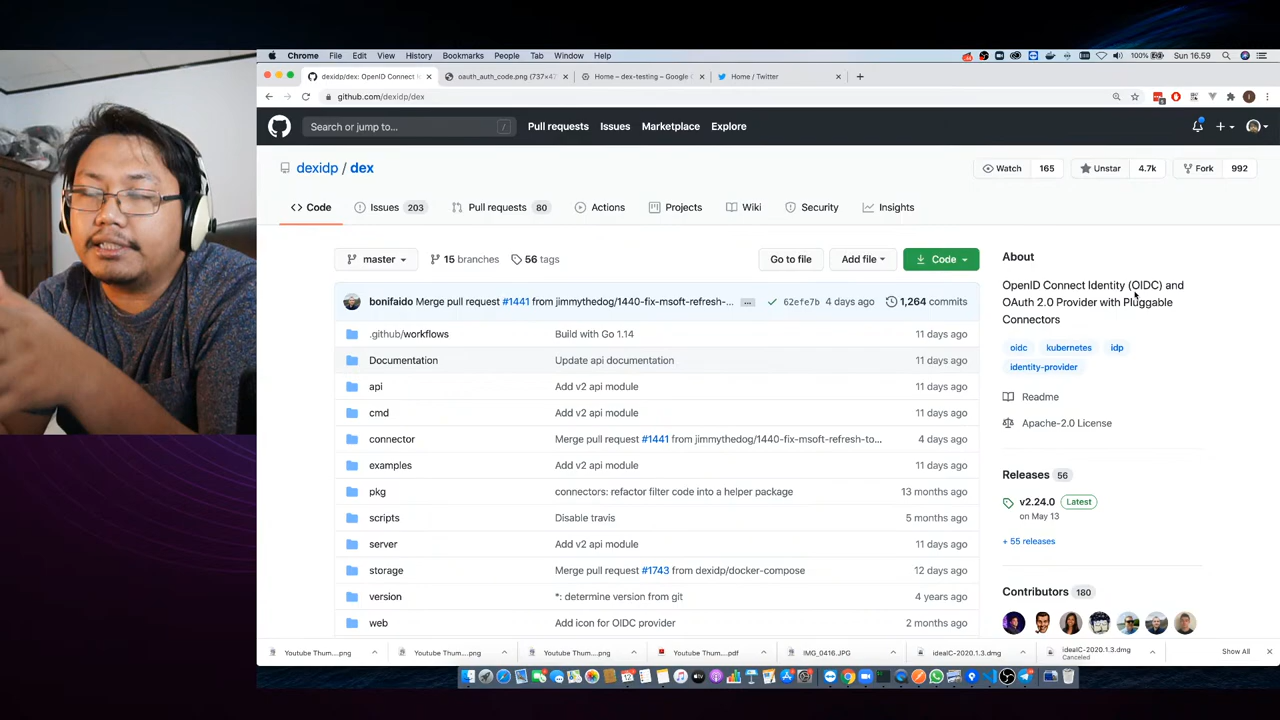 Chrome File Edit View History Bookmarks People Tab Window Help 100% Sun 16.59
dexidp/dex: OpenID Connect I oauth_auth_code.png (737×47 Home – dex-testing – Google C Home / Twitter
github.com/dexidp/dex
Search or jump to... / Pull requests Issues Marketplace Explore
dexidp / dex Watch 165 Unstar 4.7k Fork 992
Code Issues 203 Pull requests 80 Actions Projects Wiki Security Insights
master 15 branches 56 tags Go to file Add file Code
bonifaido Merge pull request #1441 from jimmythedog/1440-fix-msoft-refresh-... ... 62efe7b 4 days ago 1,264 commits
.github/workflows Build with Go 1.14 11 days ago
Documentation Update api documentation 11 days ago
api Add v2 api module 11 days ago
cmd Add v2 api module 11 days ago
connector Merge pull request #1441 from jimmythedog/1440-fix-msoft-refresh-to... 4 days ago
examples Add v2 api module 11 days ago
pkg connectors: refactor filter code into a helper package 13 months ago
scripts Disable travis 5 months ago
server Add v2 api module 11 days ago
storage Merge pull request #1743 from dexidp/docker-compose 12 days ago
version *: determine version from git 4 years ago
web Add icon for OIDC provider 2 months ago
About
OpenID Connect Identity (OIDC) and
OAuth 2.0 Provider with Pluggable
Connectors
oidc kubernetes idp
identity-provider
Readme
Apache-2.0 License
Releases 56
v2.24.0 Latest
on May 13
+ 55 releases
Contributors 180
Youtube Thum....png Youtube Thum....png Youtube Thum....png Youtube Thum....pdf IMG_0416.JPG ideaIC-2020.1.3.dmg ideaIC-2020.1.3.dmg Show All
Canceled